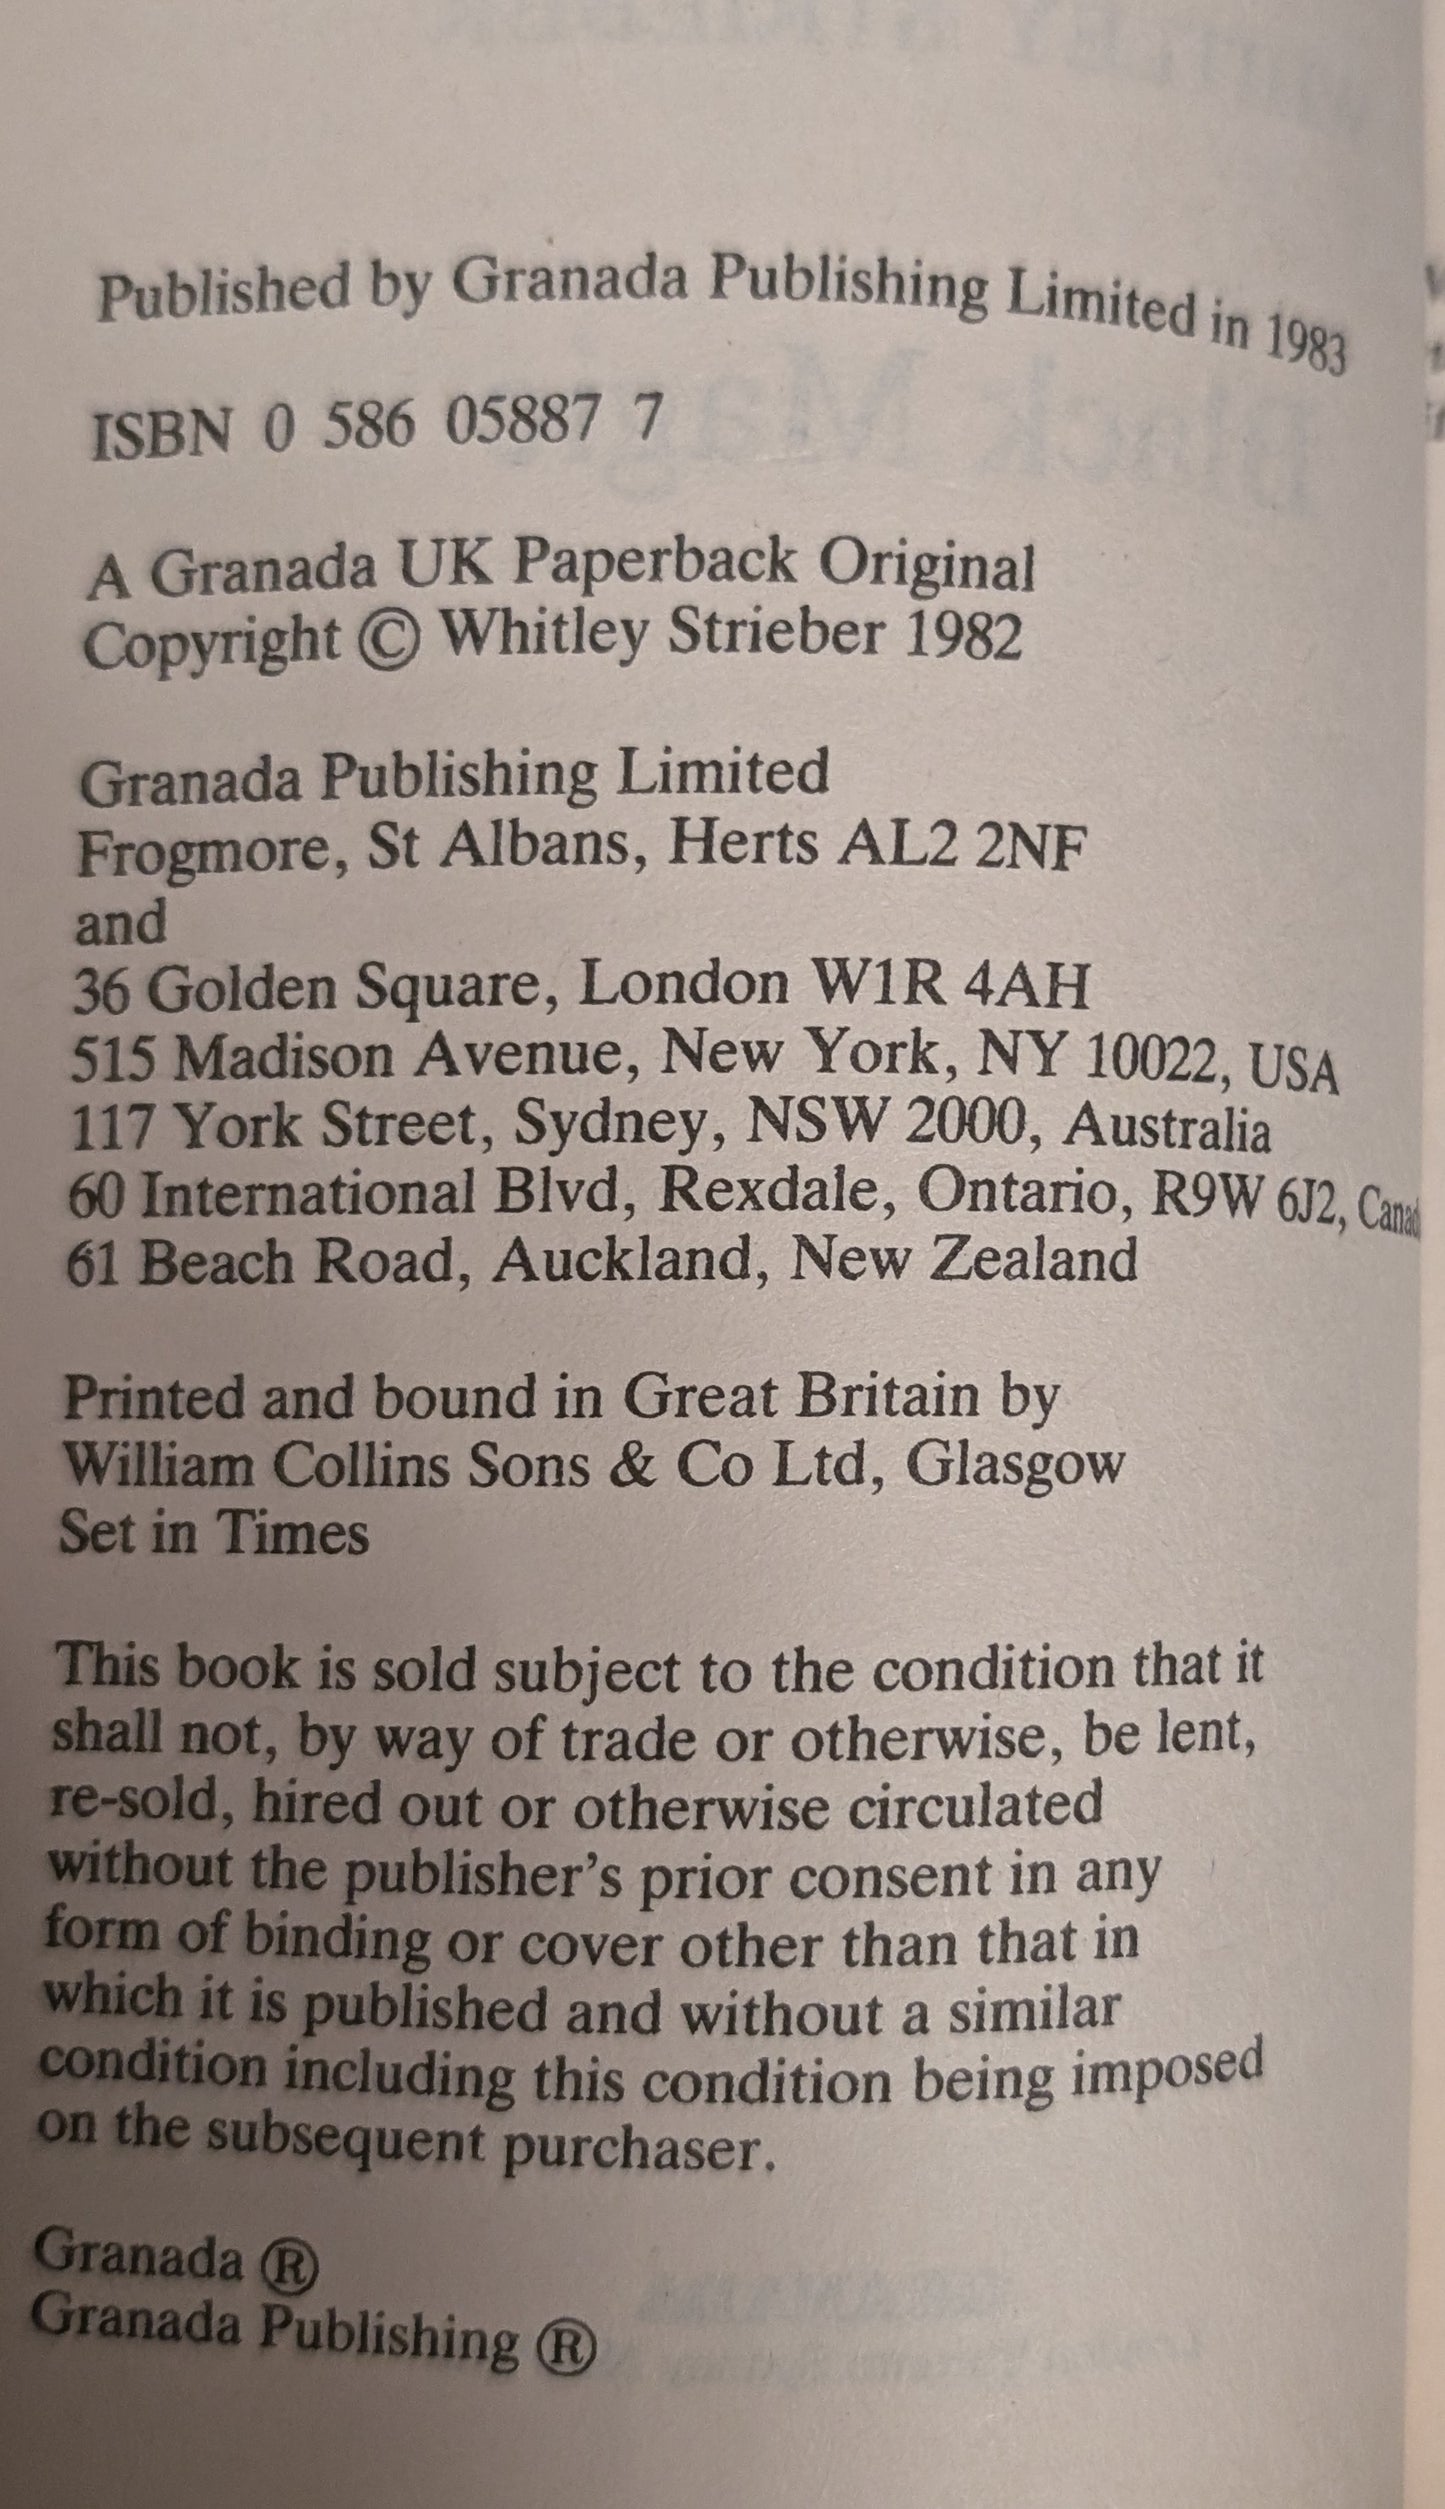 Published by Granada Publishing Limited in 1983
ISBN 0 586 05887 7
A Granada UK Paperback Original
Copyright © Whitley Strieber 1982
Granada Publishing Limited
Frogmore, St Albans, Herts AL2 2NF
and
36 Golden Square, London W1R 4AH
515 Madison Avenue, New York, NY 10022, USA
117 York Street, Sydney, NSW 2000, Australia
60 International Blvd, Rexdale, Ontario, R9W 6J2, Canad
61 Beach Road, Auckland, New Zealand
Printed and bound in Great Britain by
William Collins Sons & Co Ltd, Glasgow
Set in Times
This book is sold subject to the condition that it
shall not, by way of trade or otherwise, be lent,
re-sold, hired out or otherwise circulated
without the publisher's prior consent in any
form of binding or cover other than that in
which it is published and without a similar
condition including this condition being imposed
on the subsequent purchaser.
Granada ®
Granada Publishing ®